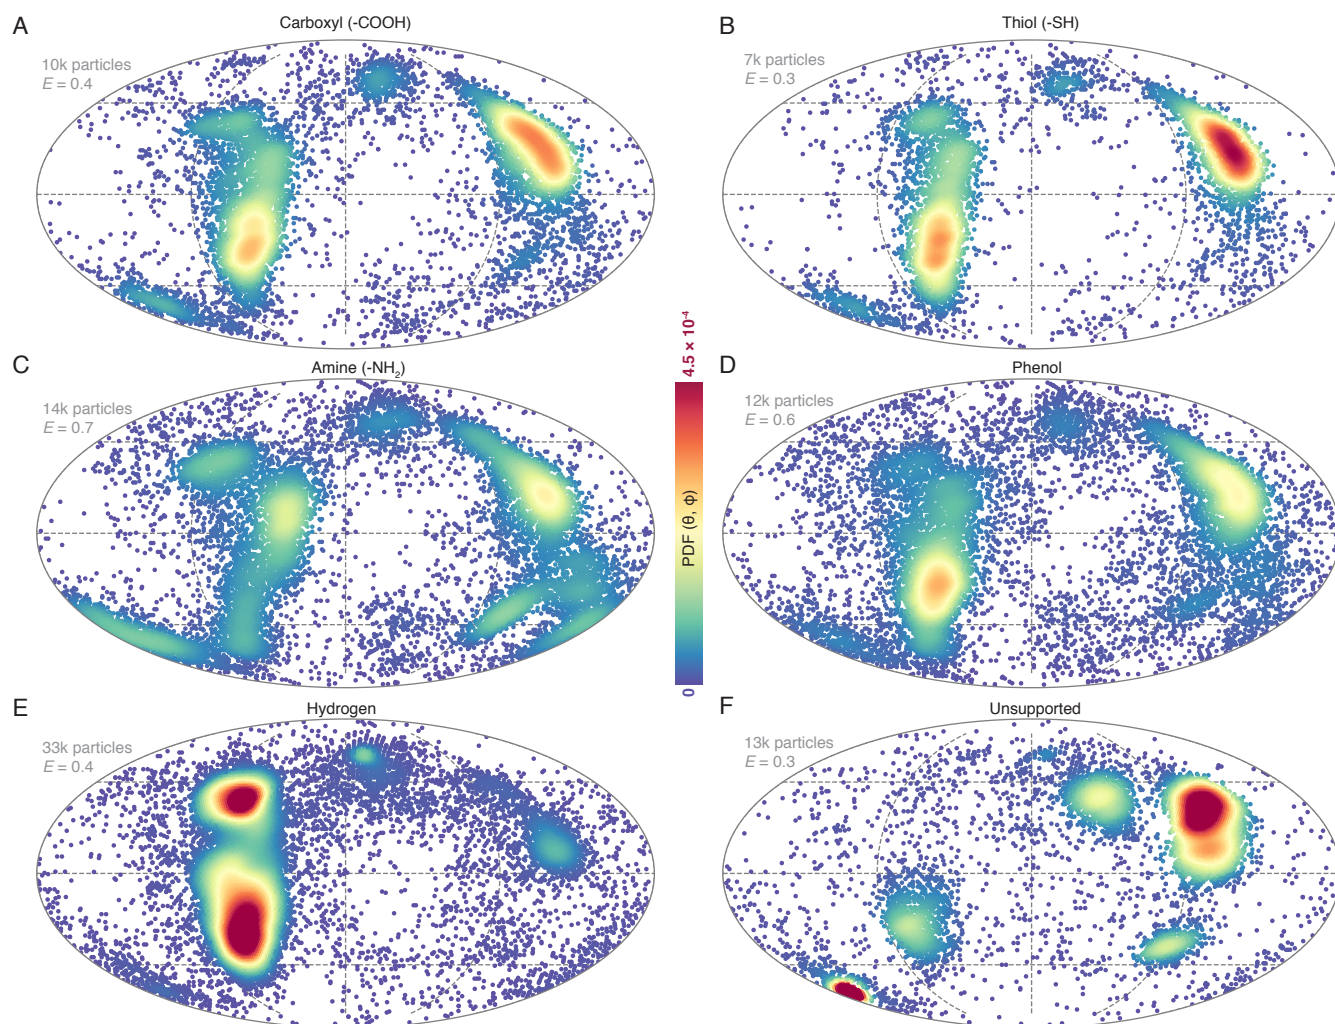 A
Carboxyl (-COOH)
10k particles
E = 0.4
B
Thiol (-SH)
7k particles
E = 0.3
C
Amine (-NH₂)
14k particles
E = 0.7
D
Phenol
12k particles
E = 0.6
4.5 × 10⁻⁴
PDF (θ, ϕ)
0
E
Hydrogen
33k particles
E = 0.4
F
Unsupported
13k particles
E = 0.3